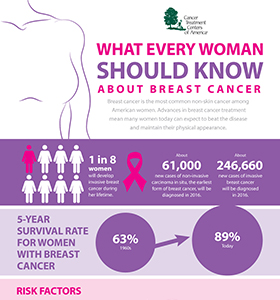 Cancer
Treatment
Centers
of America
WHAT EVERY WOMAN
SHOULD KNOW
ABOUT BREAST CANCER
Breast cancer is the most common non-skin cancer among
American women. Advances in breast cancer treatment
mean many women today can expect to beat the disease
and maintain their physical appearance.
1 in 8
women
will develop
invasive breast
cancer during
her lifetime.
About
61,000
new cases of non-invasive
carcinoma in situ, the earliest
form of breast cancer, will be
diagnosed in 2016.
About
246,660
new cases of invasive
breast cancer
will be diagnosed
in 2016.
5-YEAR
SURVIVAL RATE
FOR WOMEN
WITH BREAST
CANCER
63%
1960s
89%
today
RISK FACTORS